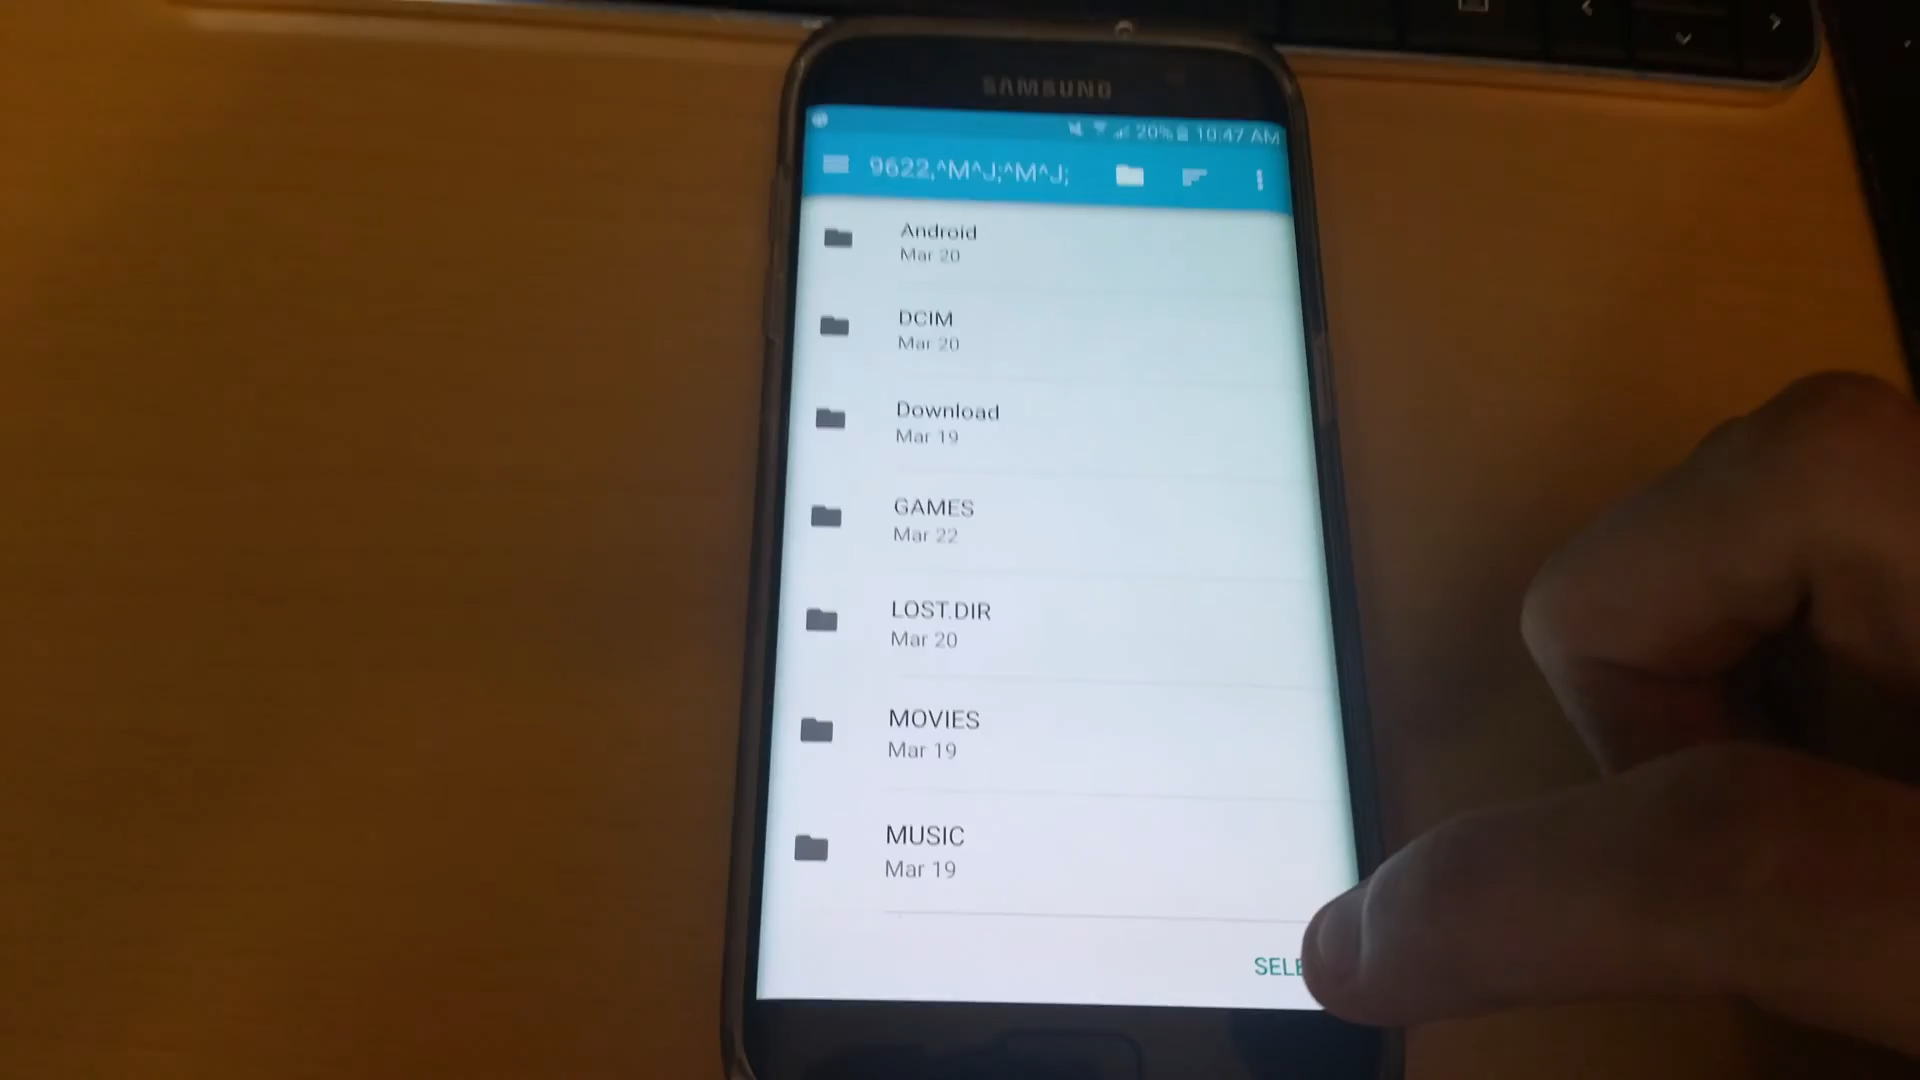 SAMSUNG
20% 10:47 AM
9622,^M^J;^M^J;
Android
Mar 20
DCIM
Mar 20
Download
Mar 19
GAMES
Mar 22
LOST.DIR
Mar 20
MOVIES
Mar 19
MUSIC
Mar 19
SELE